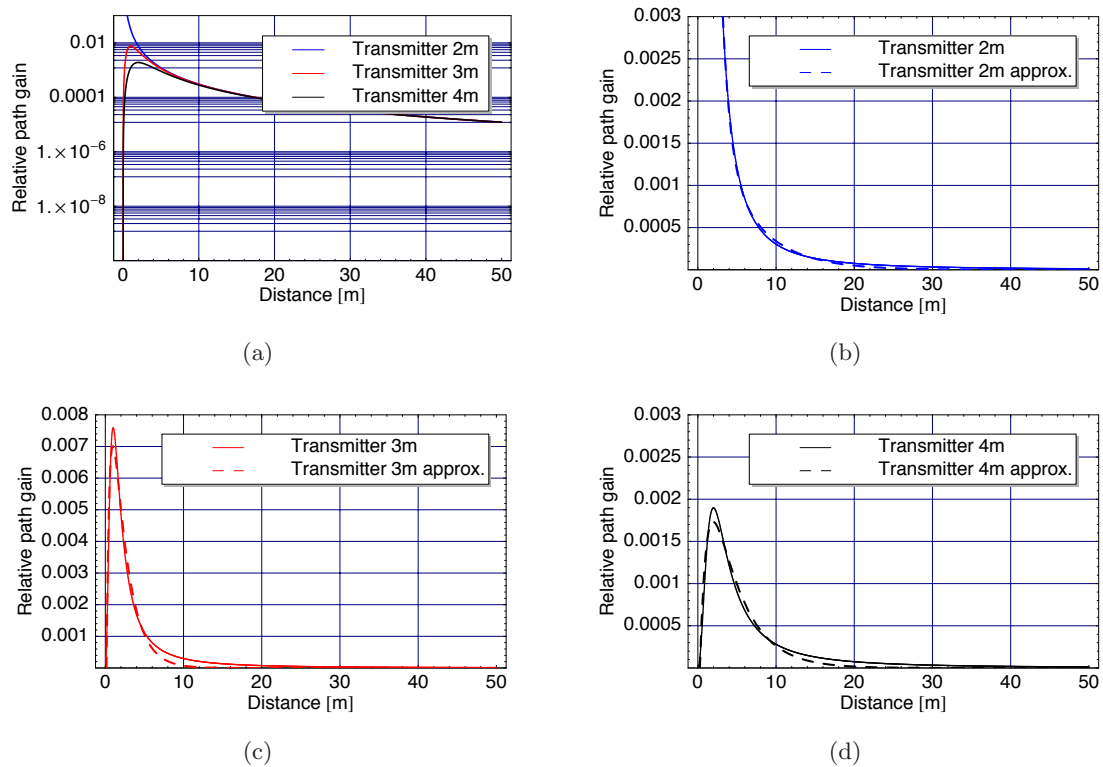 0.01
0.0001
1.×10⁻⁶
1.×10⁻⁸
Relative path gain
Transmitter 2m
Transmitter 3m
Transmitter 4m
0 10 20 30 40 50
Distance [m]
(a)
0.003
0.0025
0.002
0.0015
0.001
0.0005
Relative path gain
Transmitter 2m
Transmitter 2m approx.
0 10 20 30 40 50
Distance [m]
(b)
0.008
0.007
0.006
0.005
0.004
0.003
0.002
0.001
Relative path gain
Transmitter 3m
Transmitter 3m approx.
0 10 20 30 40 50
Distance [m]
(c)
0.003
0.0025
0.002
0.0015
0.001
0.0005
Relative path gain
Transmitter 4m
Transmitter 4m approx.
0 10 20 30 40 50
Distance [m]
(d)